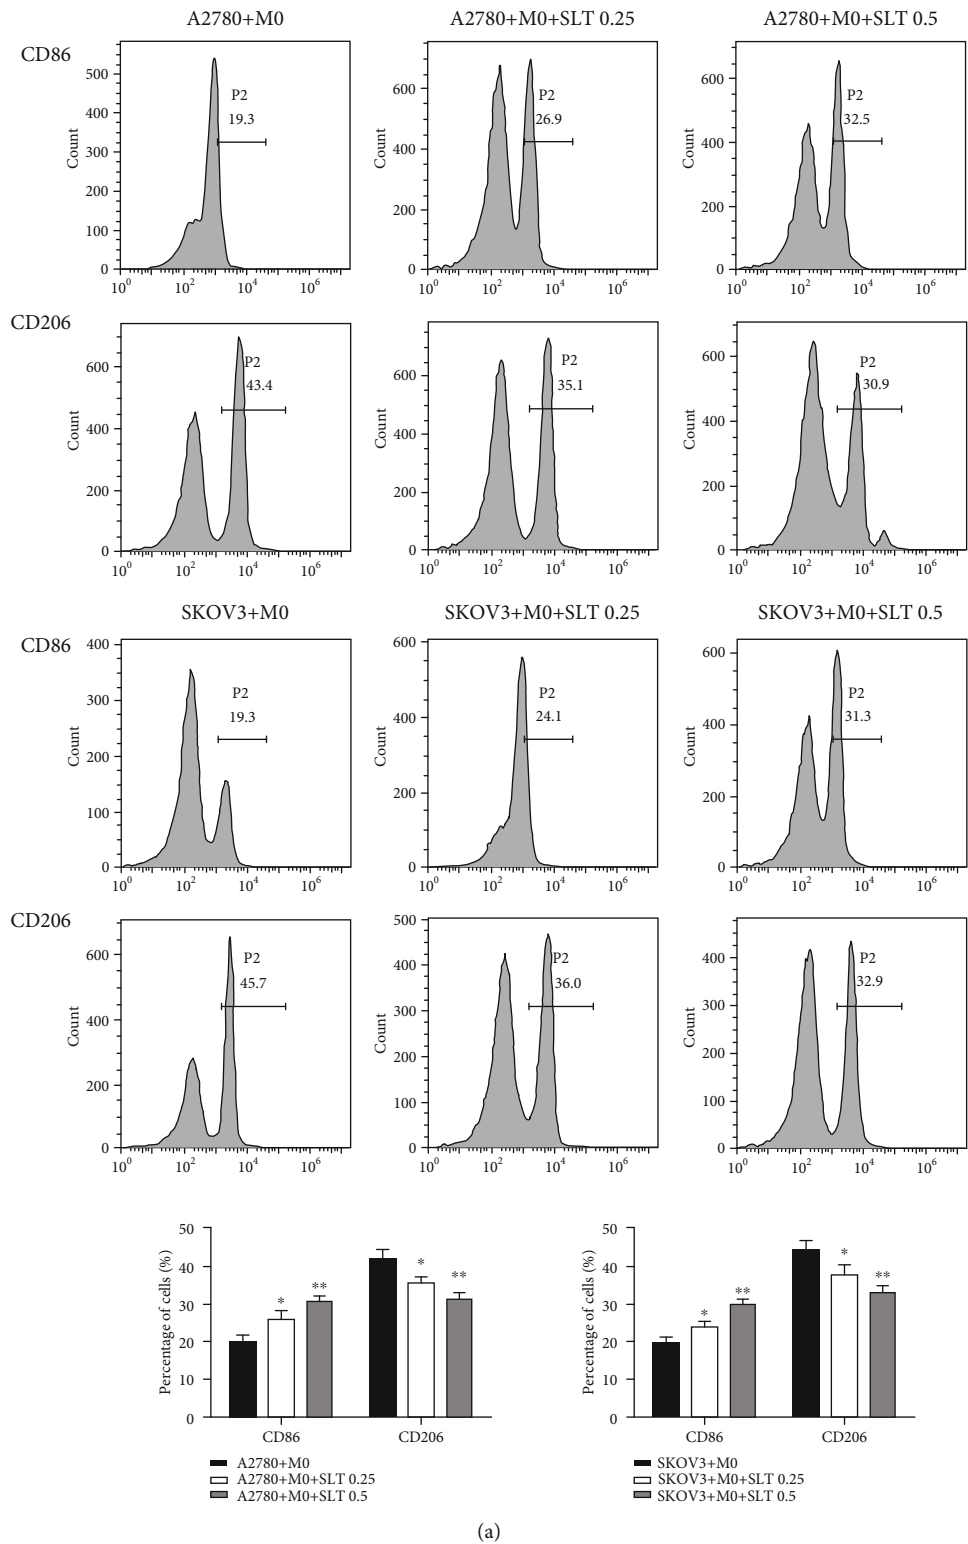 A2780+M0 A2780+M0+SLT 0.25 A2780+M0+SLT 0.5
CD86
Count
500
400
300
200
100
0
P2
19.3
10^0 10^2 10^4 10^6
Count
600
400
200
0
P2
26.9
10^0 10^2 10^4 10^6
Count
600
400
200
0
P2
32.5
10^0 10^2 10^4 10^6
CD206
Count
600
400
200
0
P2
43.4
10^0 10^2 10^4 10^6
Count
600
400
200
0
P2
35.1
10^0 10^2 10^4 10^6
Count
600
400
200
0
P2
30.9
10^0 10^2 10^4 10^6
SKOV3+M0 SKOV3+M0+SLT 0.25 SKOV3+M0+SLT 0.5
CD86
Count
400
300
200
100
0
P2
19.3
10^0 10^2 10^4 10^6
Count
600
400
200
0
P2
24.1
10^0 10^2 10^4 10^6
Count
600
400
200
0
P2
31.3
10^0 10^2 10^4 10^6
CD206
Count
600
400
200
0
P2
45.7
10^0 10^2 10^4 10^6
Count
500
400
300
200
100
0
P2
36.0
10^0 10^2 10^4 10^6
Count
400
300
200
100
0
P2
32.9
10^0 10^2 10^4 10^6
Percentage of cells (%)
50
40
30
20
10
0
* ** * **
CD86 CD206
A2780+M0
A2780+M0+SLT 0.25
A2780+M0+SLT 0.5
Percentage of cells (%)
50
40
30
20
10
0
* ** * **
CD86 CD206
SKOV3+M0
SKOV3+M0+SLT 0.25
SKOV3+M0+SLT 0.5
(a)